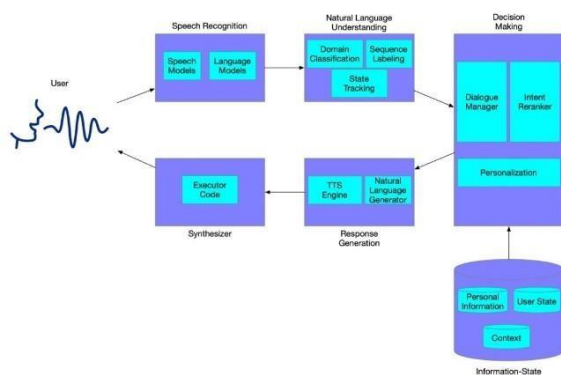 Speech Recognition
Natural Language
Understanding
Decision
Making
User
Speech
Models
Language
Models
Domain
Classification
Sequence
Labeling
State
Tracking
Dialogue
Manager
Intent
Reranker
Personalization
Executor
Code
Synthesizer
TTS
Engine
Natural
Language
Generator
Response
Generation
Personal
Information
User State
Context
Information-State